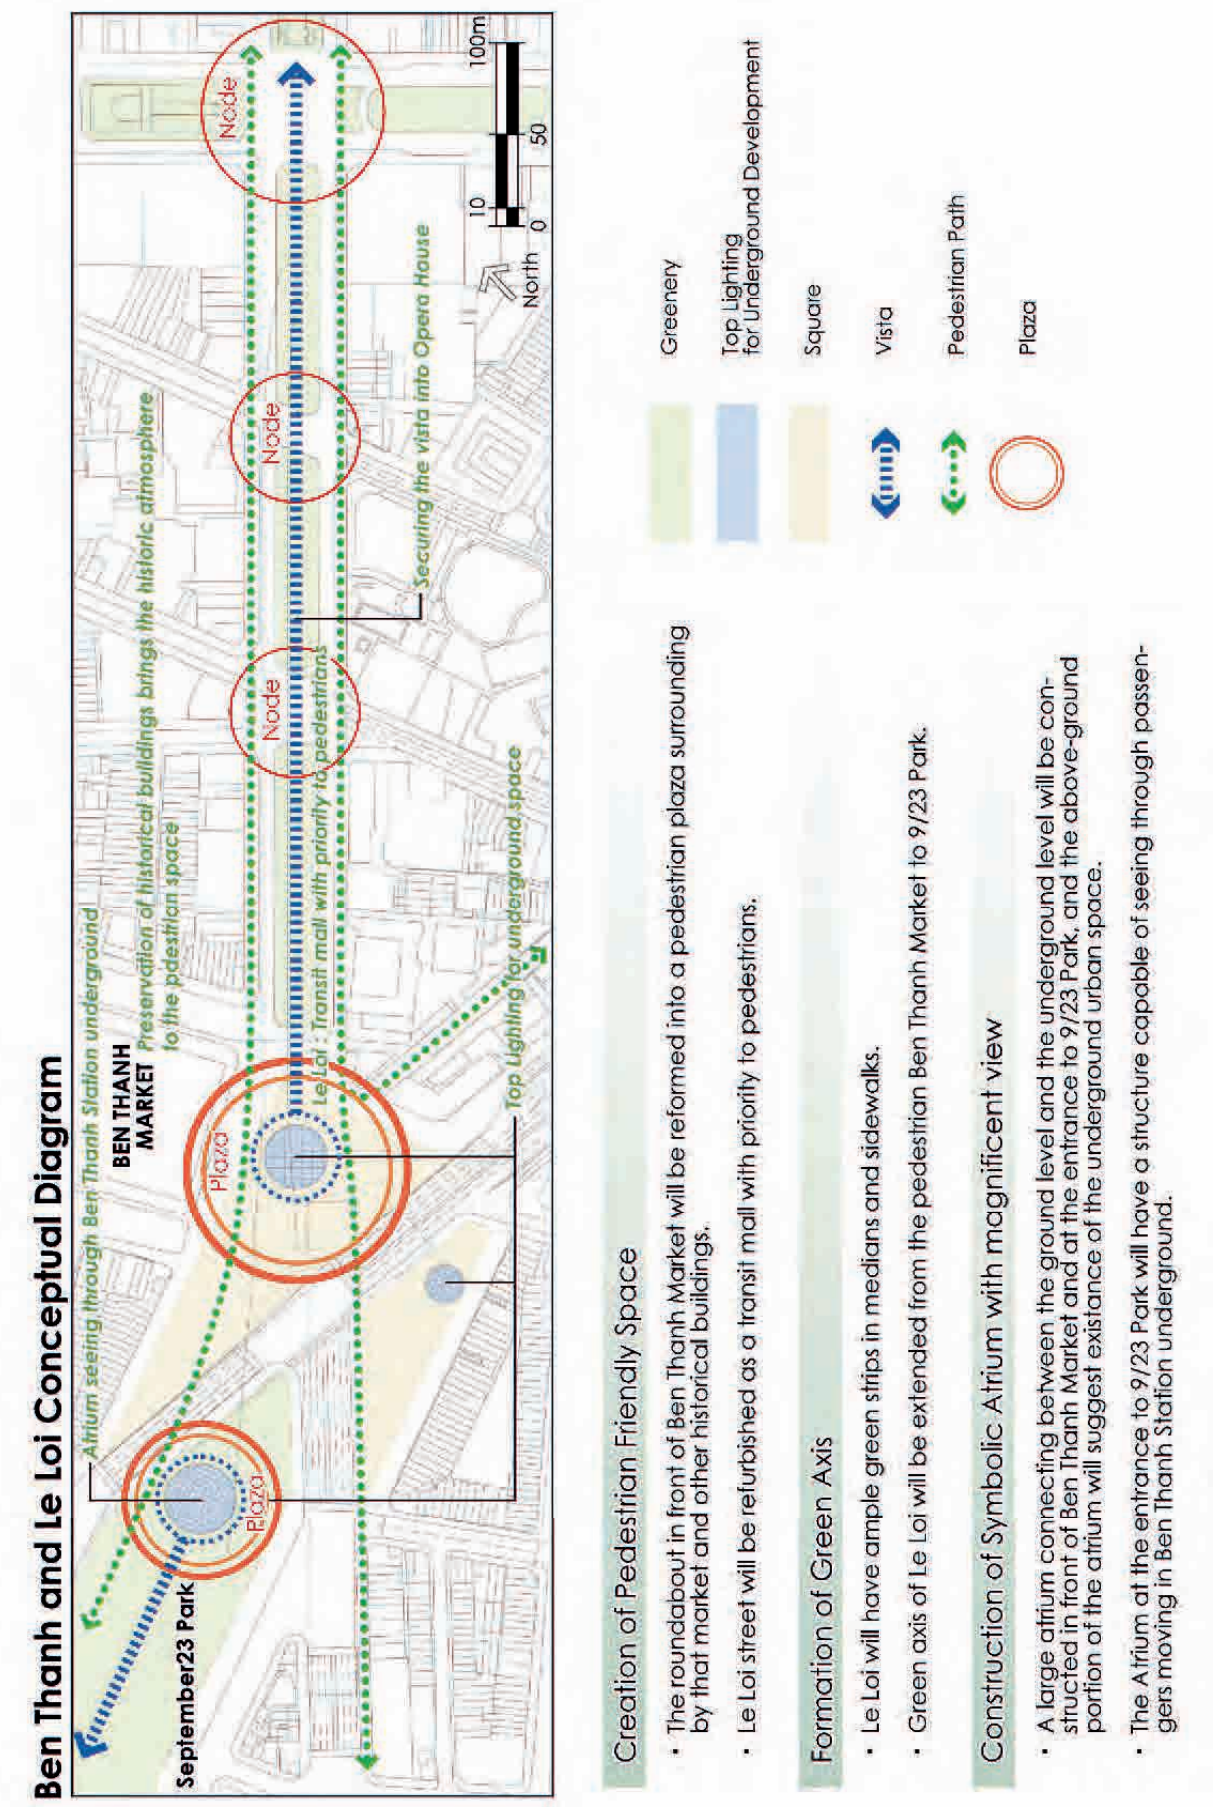 Ben Thanh and Le Loi Conceptual Diagram
Atrium seeing through Ben Thanh Station underground
BEN THANH
MARKET
Preservation of historical buildings brings the historic atmosphere
to the pdestrian space
September23 Park
Plaza
Plaza
Node
Node
Node
Le Loi : Transit mall with priority to pedestrians
Securing the vista into Opera House
Top Lighting for underground space
North
0
10
50
100m
Creation of Pedestrian Friendly Space
· The roundabout in front of Ben Thanh Market will be reformed into a pedestrian plaza surrounding
by that market and other historical buildings.
· Le Loi street will be refurbished as a transit mall with priority to pedestrians.
Formation of Green Axis
· Le Loi will have ample green strips in medians and sidewalks.
· Green axis of Le Loi will be extended from the pedestrian Ben Thanh Market to 9/23 Park.
Construction of Symbolic Atrium with magnificent view
· A large atrium connecting between the ground level and the underground level will be con-
structed in front of Ben Thanh Market and at the entrance to 9/23 Park, and the above-ground
portion of the atrium will suggest existance of the underground urban space.
· The Atrium at the entrance to 9/23 Park will have a structure capable of seeing through passen-
gers moving in Ben Thanh Station underground.
Greenery
Top Lighting
for Underground Development
Square
Vista
Pedestrian Path
Plaza